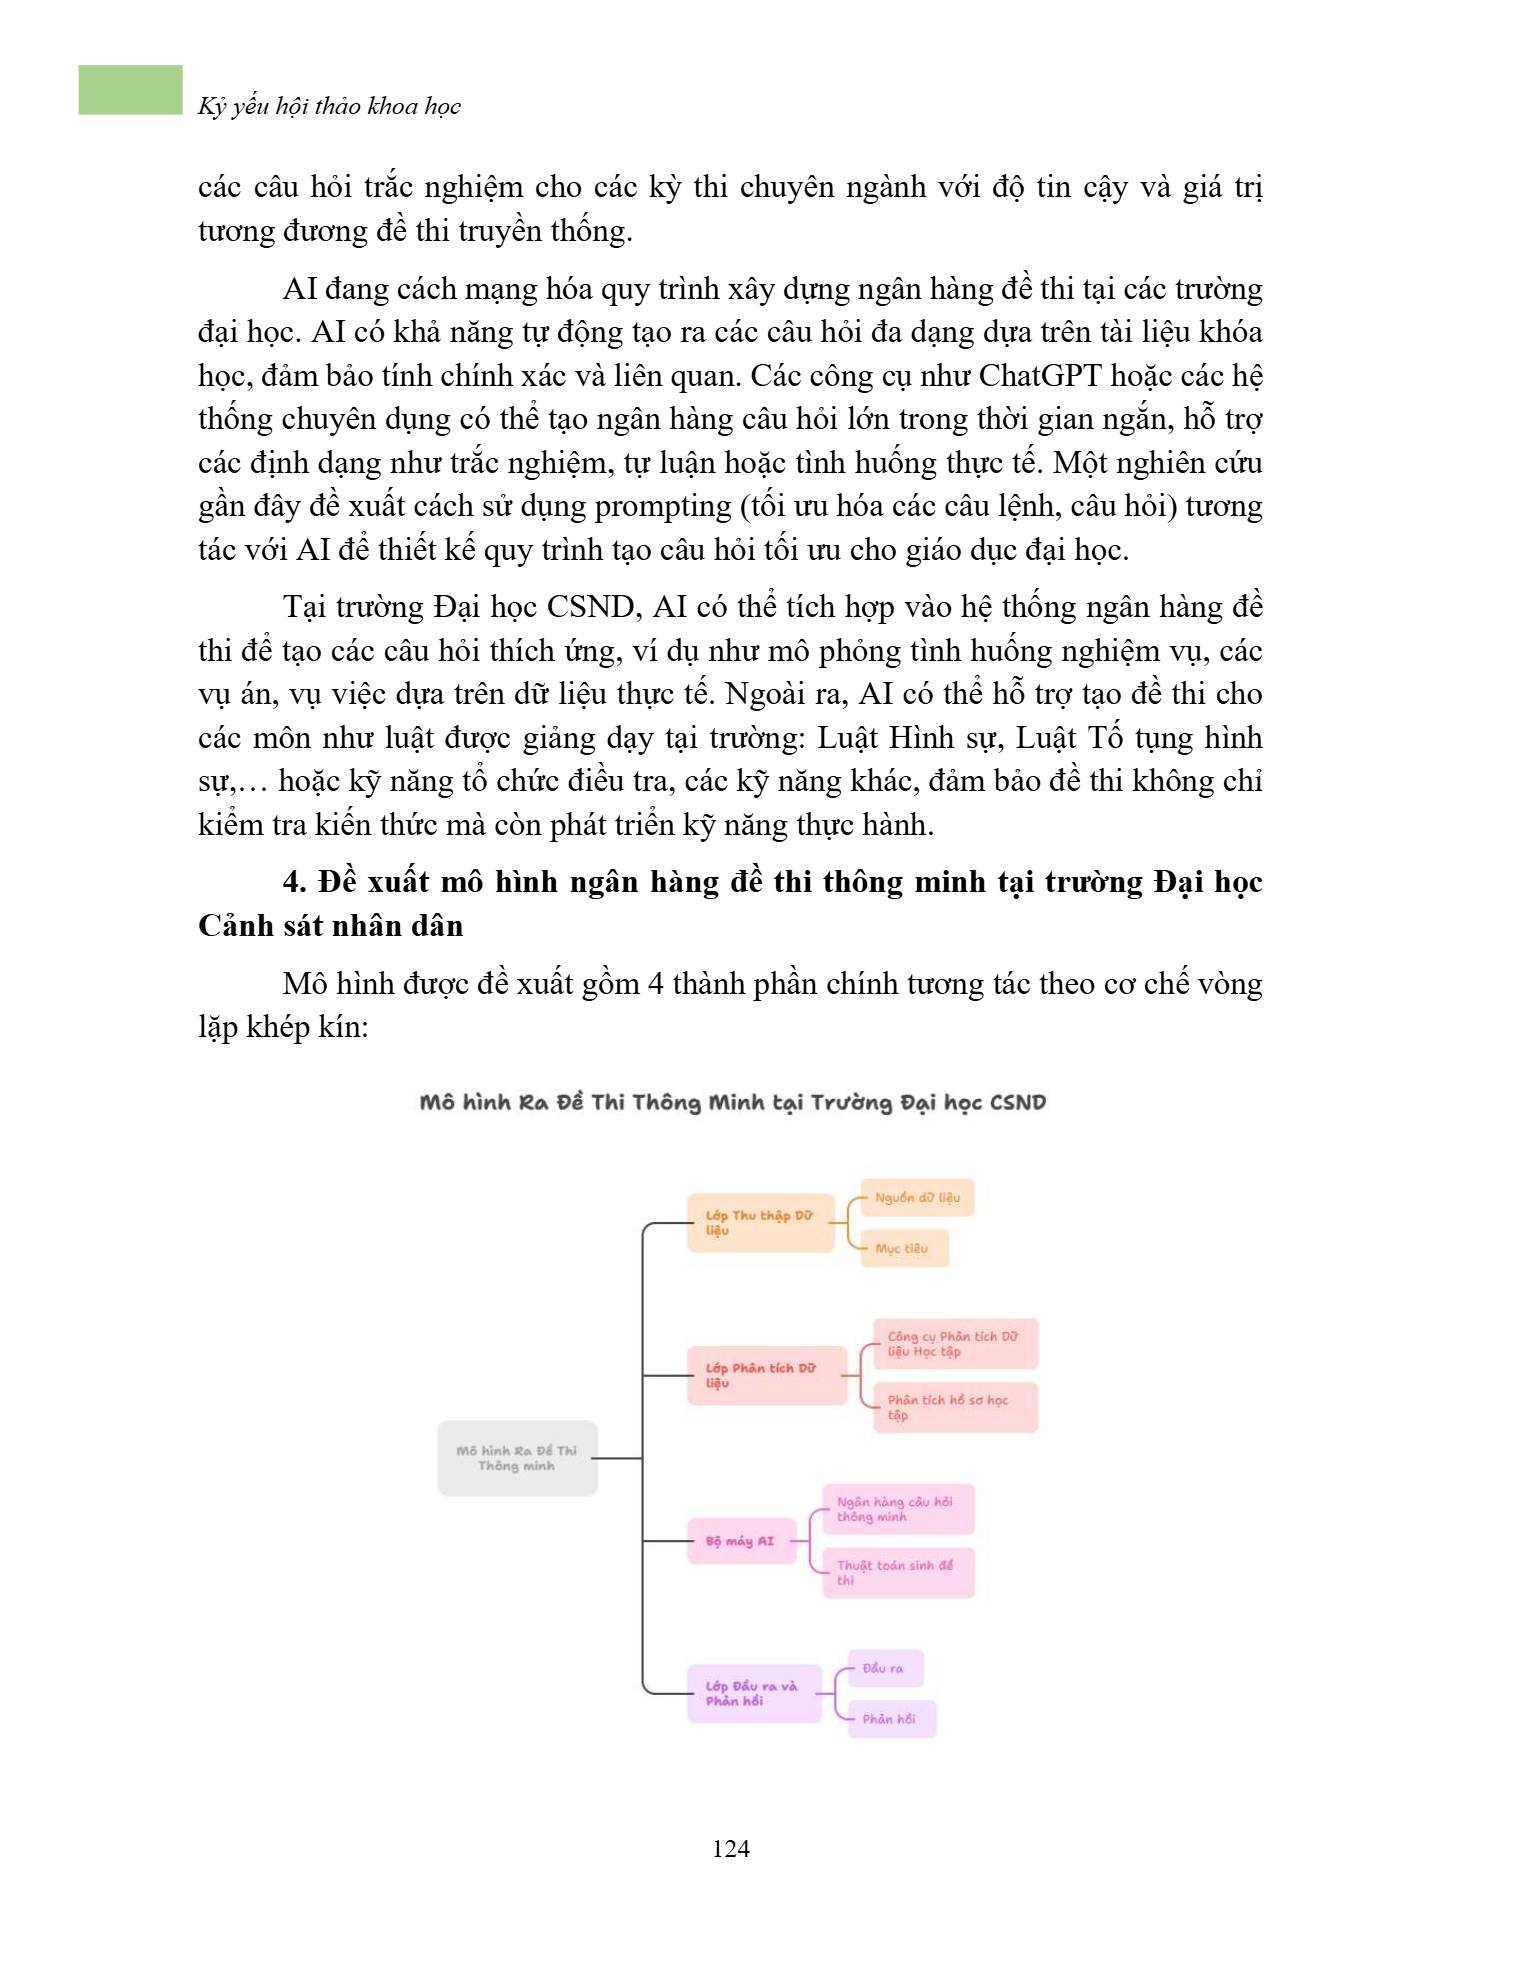 Kỷ yếu hội thảo khoa học
các câu hỏi trắc nghiệm cho các kỳ thi chuyên ngành với độ tin cậy và giá trị
tương đương đề thi truyền thống.
AI đang cách mạng hóa quy trình xây dựng ngân hàng đề thi tại các trường
đại học. AI có khả năng tự động tạo ra các câu hỏi đa dạng dựa trên tài liệu khóa
học, đảm bảo tính chính xác và liên quan. Các công cụ như ChatGPT hoặc các hệ
thống chuyên dụng có thể tạo ngân hàng câu hỏi lớn trong thời gian ngắn, hỗ trợ
các định dạng như trắc nghiệm, tự luận hoặc tình huống thực tế. Một nghiên cứu
gần đây đề xuất cách sử dụng prompting (tối ưu hóa các câu lệnh, câu hỏi) tương
tác với AI để thiết kế quy trình tạo câu hỏi tối ưu cho giáo dục đại học.
Tại trường Đại học CSND, AI có thể tích hợp vào hệ thống ngân hàng đề
thi để tạo các câu hỏi thích ứng, ví dụ như mô phỏng tình huống nghiệm vụ, các
vụ án, vụ việc dựa trên dữ liệu thực tế. Ngoài ra, AI có thể hỗ trợ tạo đề thi cho
các môn như luật được giảng dạy tại trường: Luật Hình sự, Luật Tố tụng hình
sự,… hoặc kỹ năng tổ chức điều tra, các kỹ năng khác, đảm bảo đề thi không chỉ
kiểm tra kiến thức mà còn phát triển kỹ năng thực hành.
4. Đề xuất mô hình ngân hàng đề thi thông minh tại trường Đại học
Cảnh sát nhân dân
Mô hình được đề xuất gồm 4 thành phần chính tương tác theo cơ chế vòng
lặp khép kín:
Mô hình Ra Đề Thi Thông Minh tại Trường Đại học CSND
Mô hình Ra Đề Thi
Thông minh
Lớp Thu thập Dữ
liệu
Nguồn dữ liệu
Mục tiêu
Lớp Phân tích Dữ
liệu
Công cụ Phân tích Dữ
liệu Học tập
Phân tích hồ sơ học
tập
Bộ máy AI
Ngân hàng câu hỏi
thông minh
Thuật toán sinh đề
thi
Lớp Đầu ra và
Phản hồi
Đầu ra
Phản hồi
124